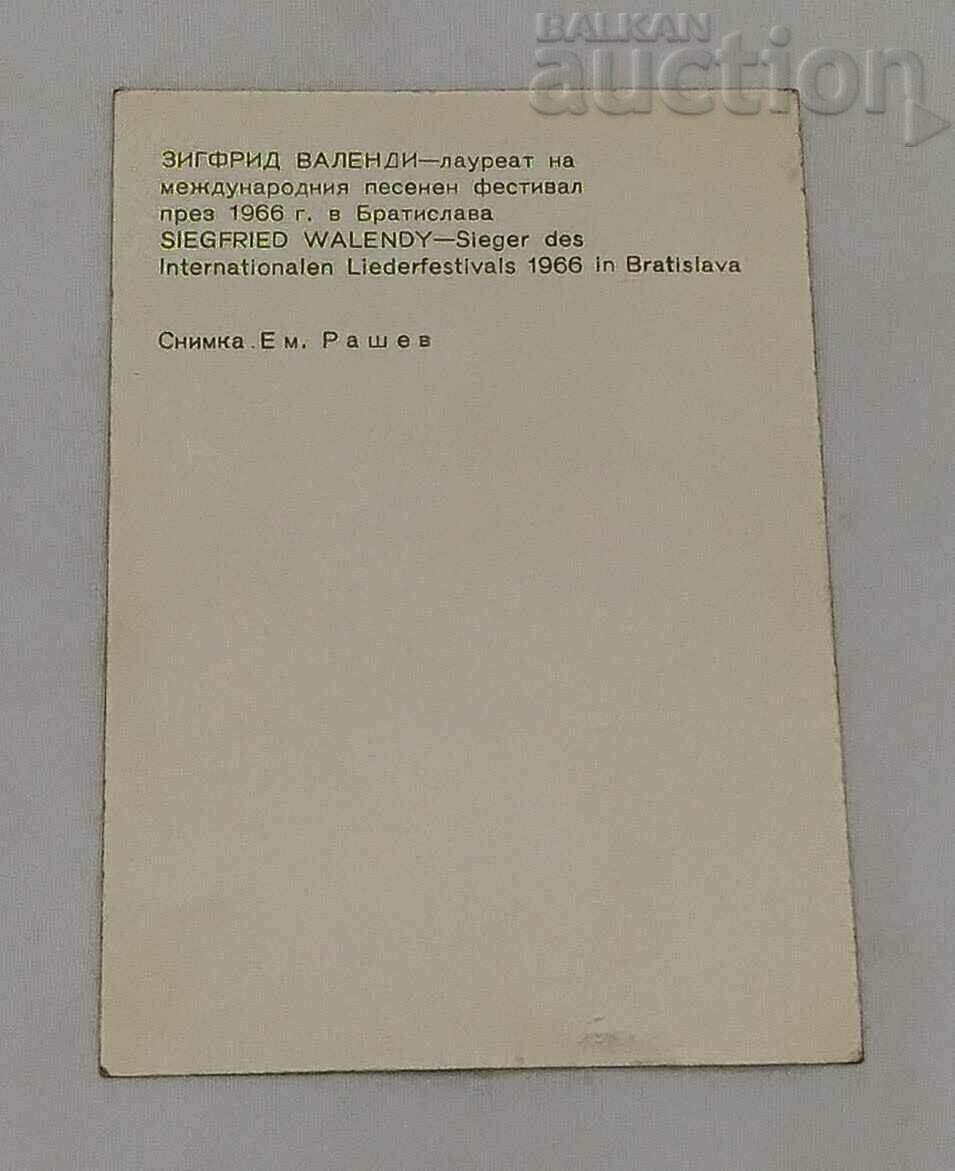 BALKAN
auction
ЗИГФРИД ВАЛЕНДИ—лауреат на
международния песенен фестивал
през 1966 г. в Братислава
SIEGFRIED WALENDY—Sieger des
Internationalen Liederfestivals 1966 in Bratislava
Снимка. Ем. Рашев